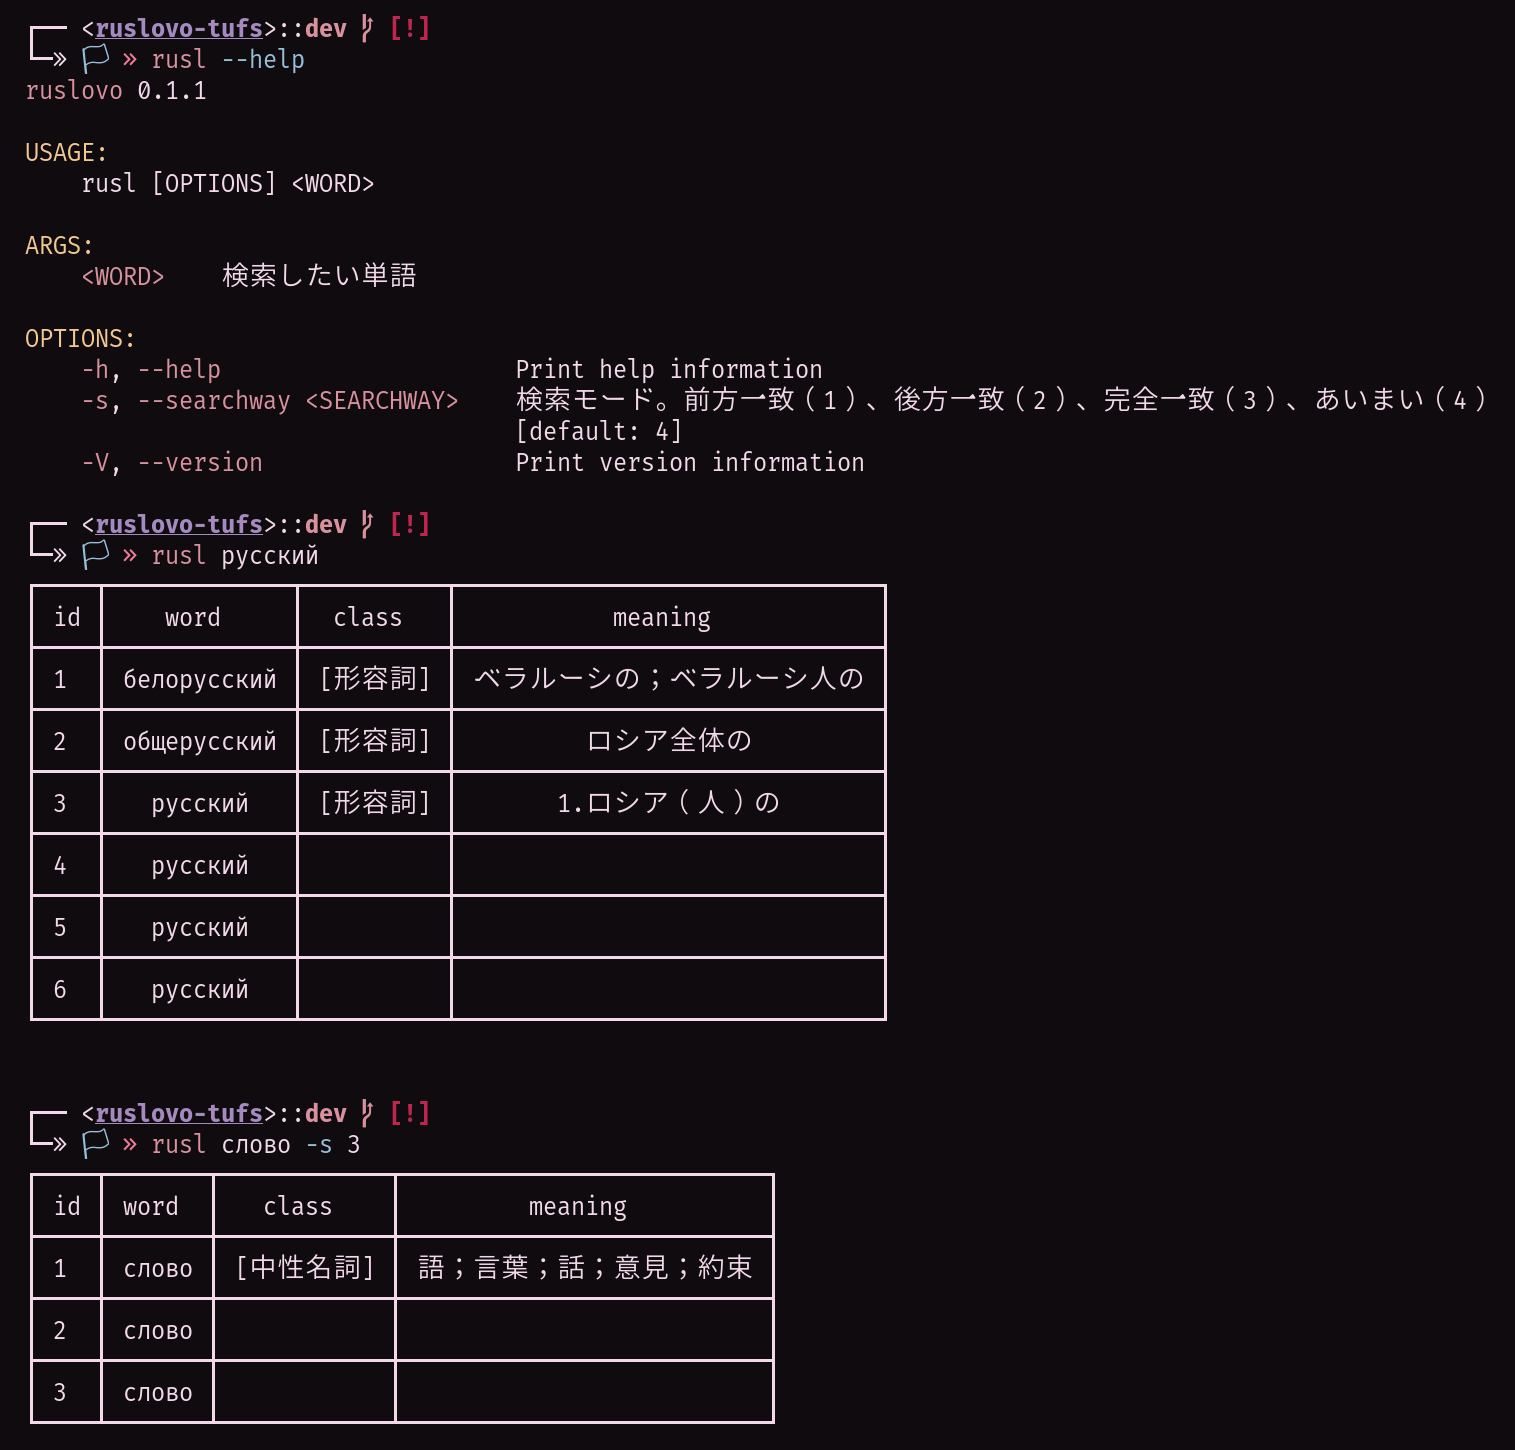 <ruslovo-tufs>::dev [!]
» » rusl --help
ruslovo 0.1.1
USAGE:
rusl [OPTIONS] <WORD>
ARGS:
<WORD> 検索したい単語
OPTIONS:
-h, --help Print help information
-s, --searchway <SEARCHWAY> 検索モード。前方一致(1)、後方一致(2)、完全一致(3)、あいまい(4)
[default: 4]
-V, --version Print version information
<ruslovo-tufs>::dev [!]
» » rusl русский
id word class meaning
1 белорусский [形容詞] ベラルーシの;ベラルーシ人の
2 общерусский [形容詞] ロシア全体の
3 русский [形容詞] 1.ロシア(人)の
4 русский
5 русский
6 русский
<ruslovo-tufs>::dev [!]
» » rusl слово -s 3
id word class meaning
1 слово [中性名詞] 語;言葉;話;意見;約束
2 слово
3 слово